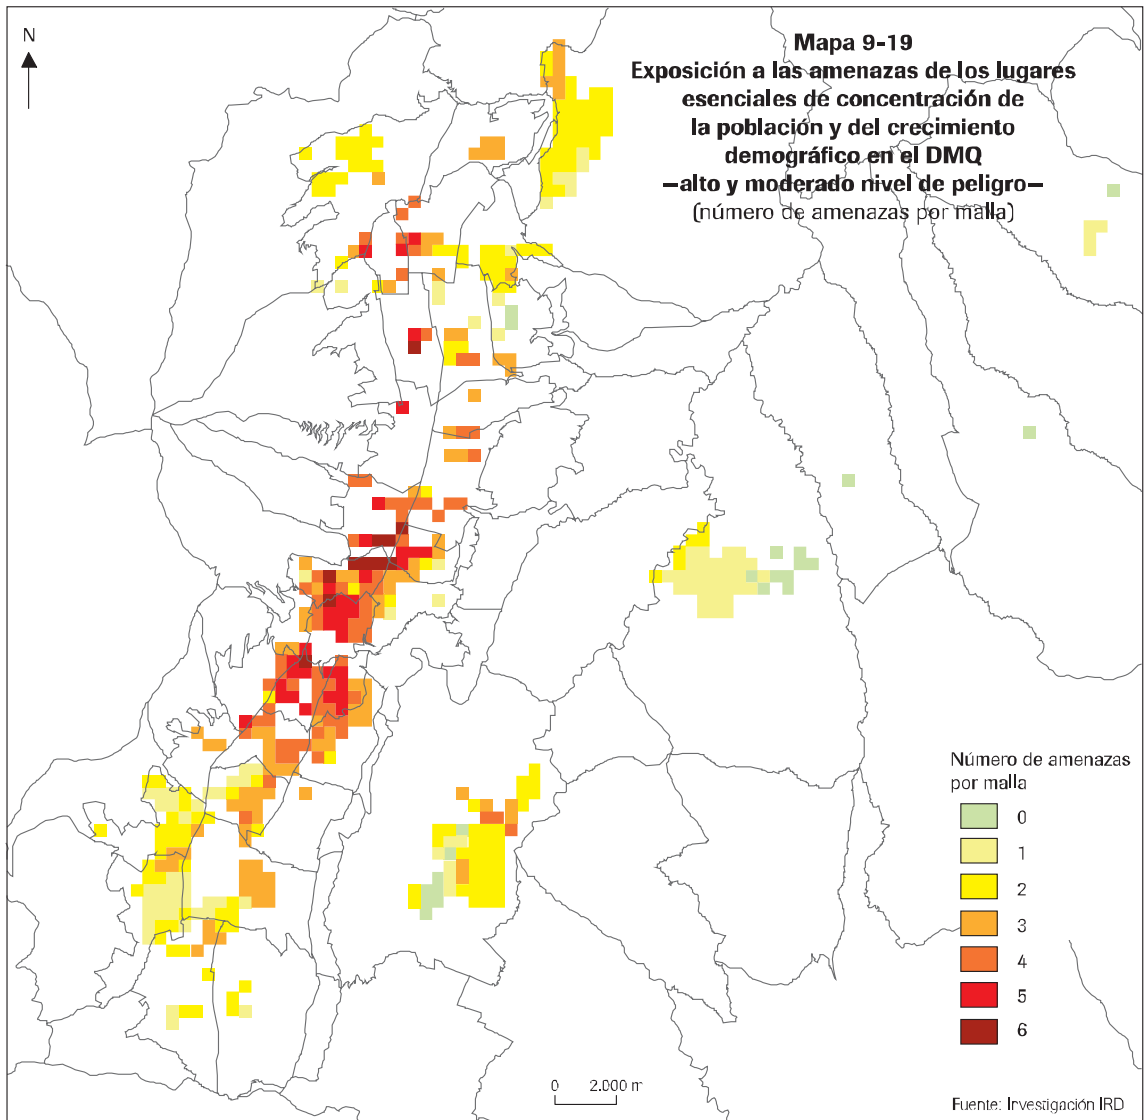 N
Mapa 9-19
Exposición a las amenazas de los lugares
esenciales de concentración de
la población y del crecimiento
demográfico en el DMQ
–alto y moderado nivel de peligro–
(número de amenazas por malla)
Número de amenazas
por malla
0
1
2
3
4
5
6
0 2.000 m
Fuente: Investigación IRD